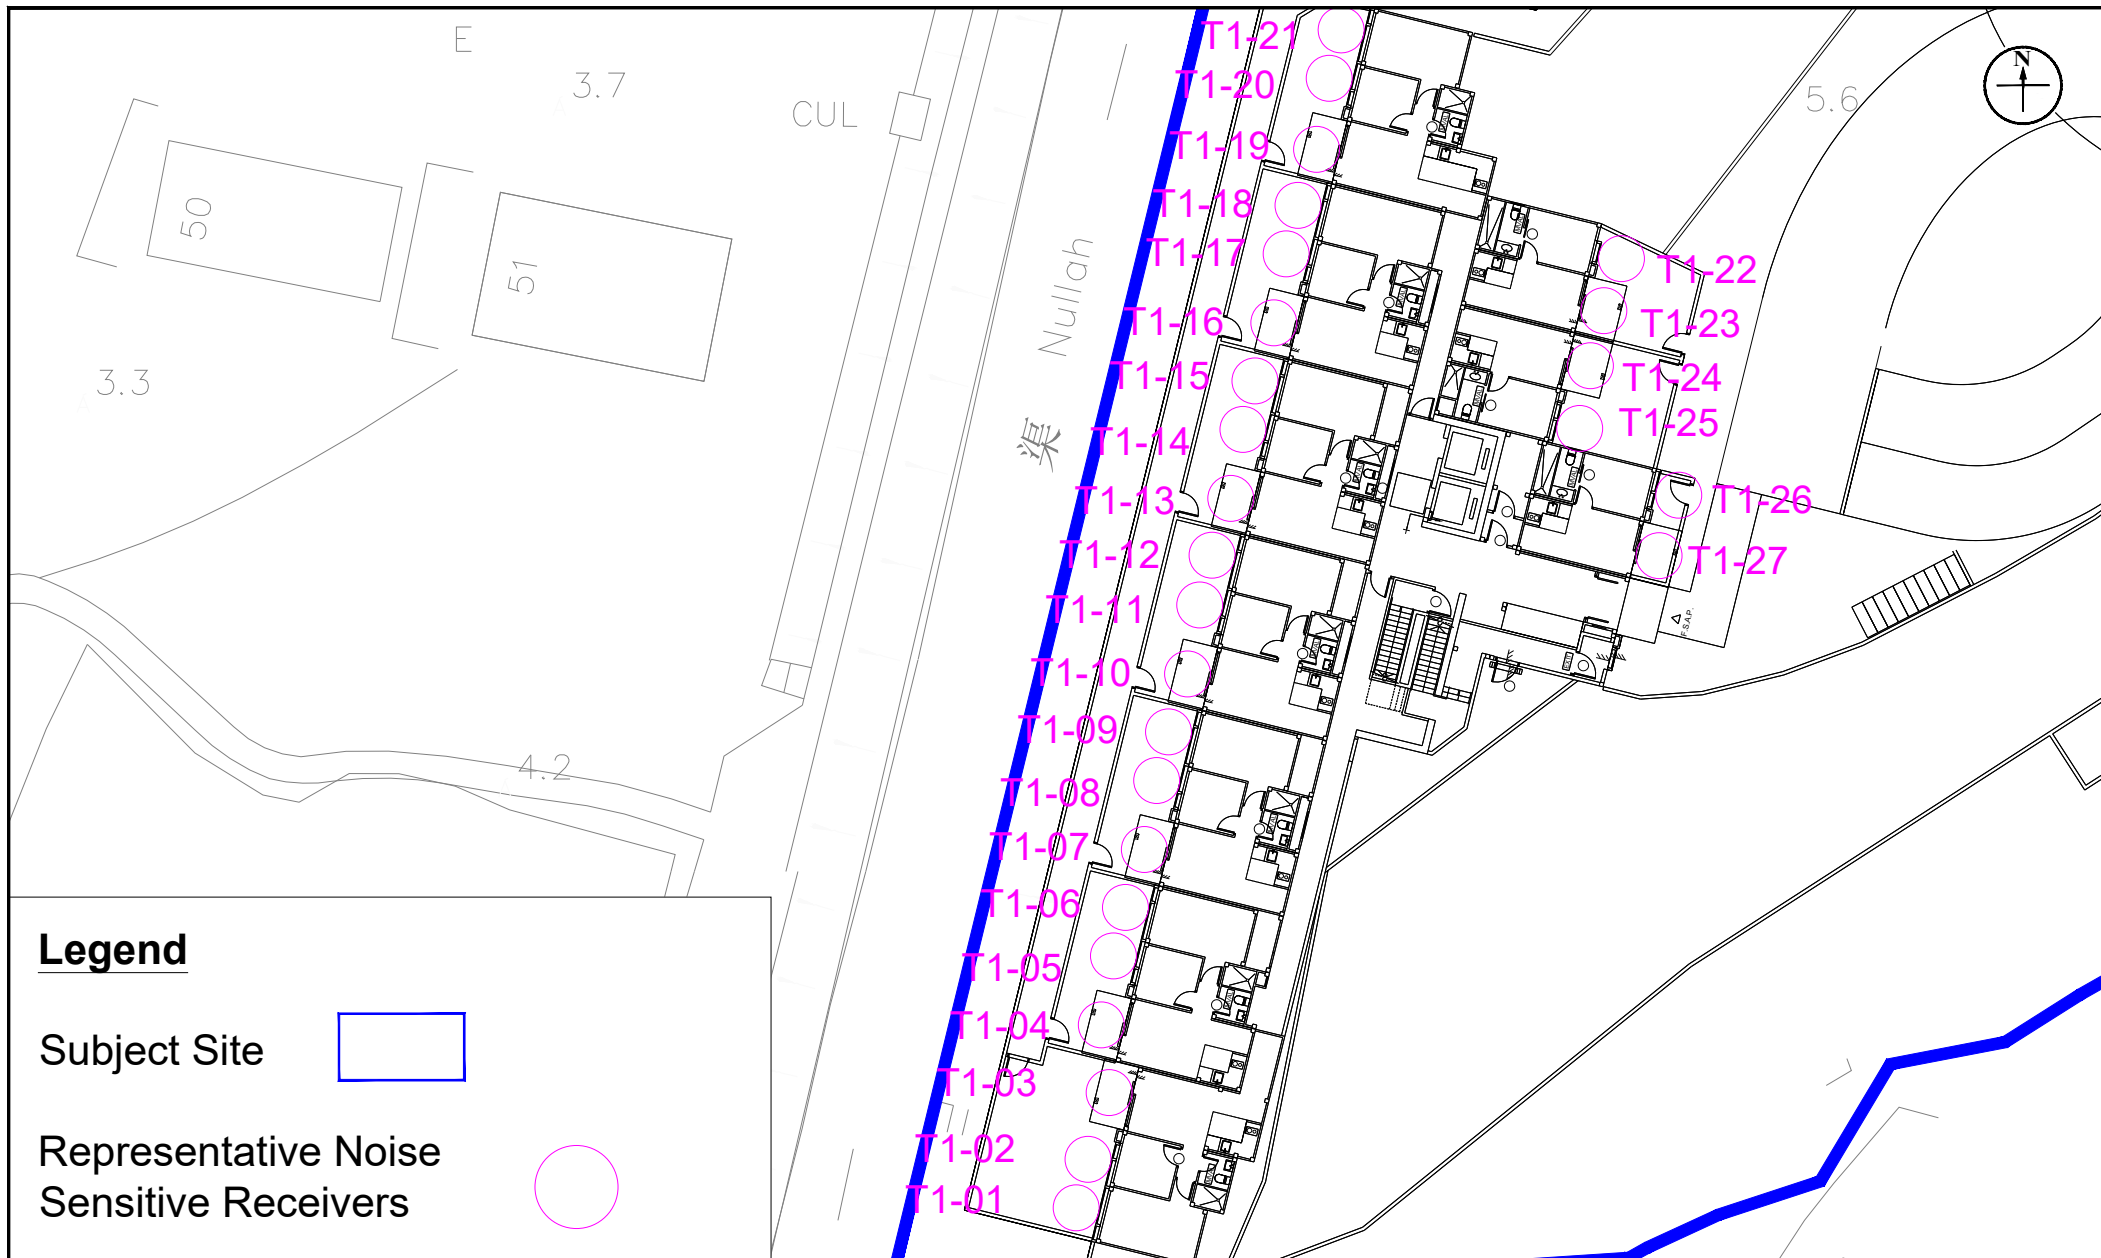 E
3.7
CUL
50
51
3.3
4.2
Nullah
渠
N
5.6
T1-21
T1-20
T1-19
T1-18
T1-17
T1-16
T1-15
T1-14
T1-13
T1-12
T1-11
T1-10
T1-09
T1-08
T1-07
T1-06
T1-05
T1-04
T1-03
T1-02
T1-01
T1-22
T1-23
T1-24
T1-25
T1-26
T1-27
F.S.A.P.
Legend
Subject Site
Representative Noise
Sensitive Receivers